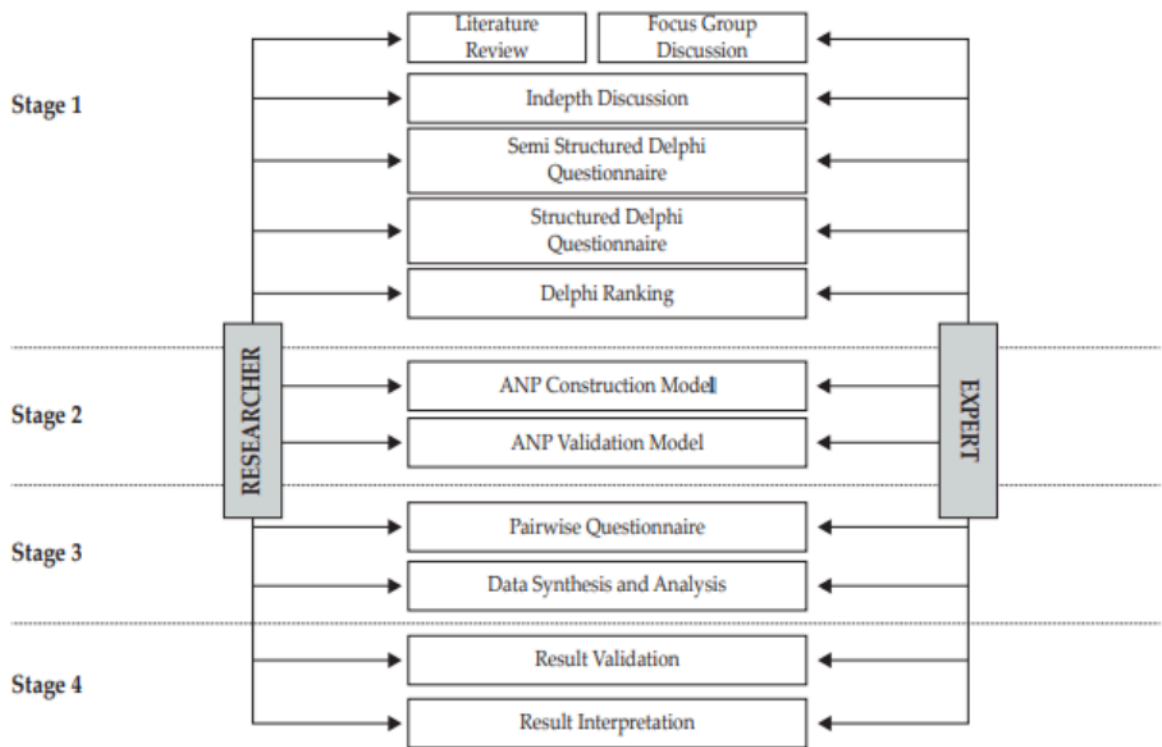 Literature
Review
Focus Group
Discussion
Stage 1
Indepth Discussion
Semi Structured Delphi
Questionnaire
Structured Delphi
Questionnaire
Delphi Ranking
RESEARCHER
EXPERT
Stage 2
ANP Construction Model
ANP Validation Model
Stage 3
Pairwise Questionnaire
Data Synthesis and Analysis
Stage 4
Result Validation
Result Interpretation